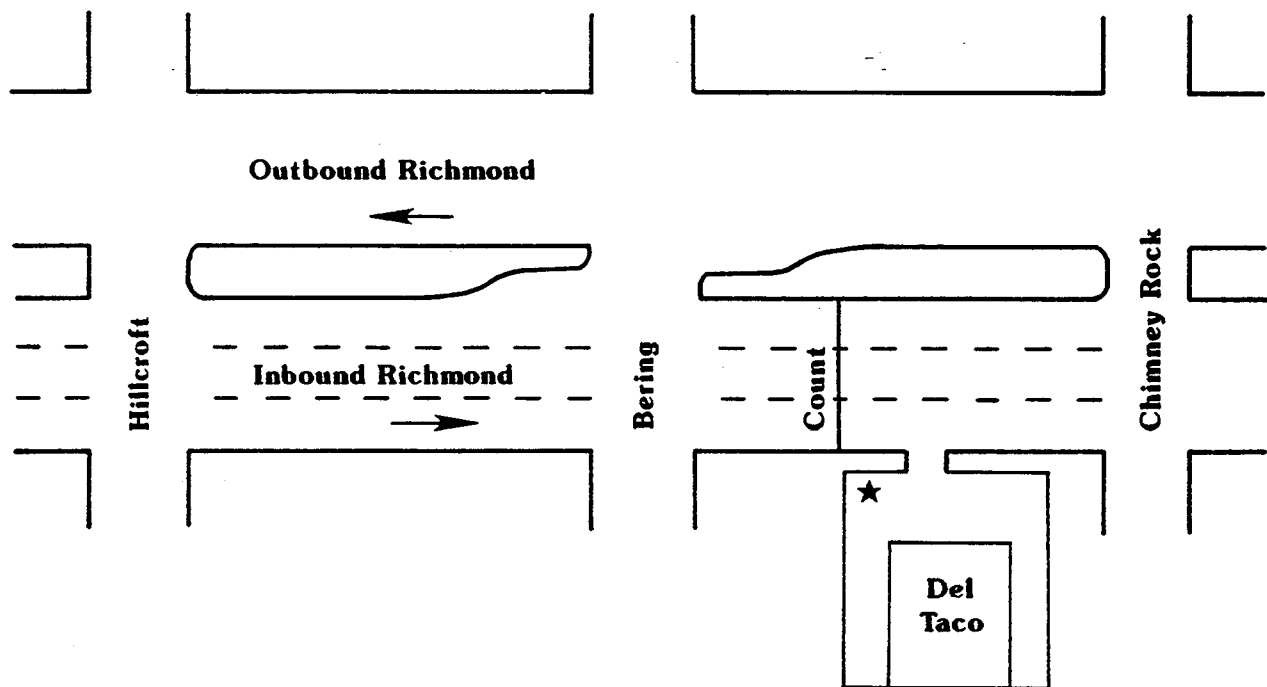 Outbound Richmond
Hillcroft
Inbound Richmond
Bering
Count
Chimney Rock
Del
Taco